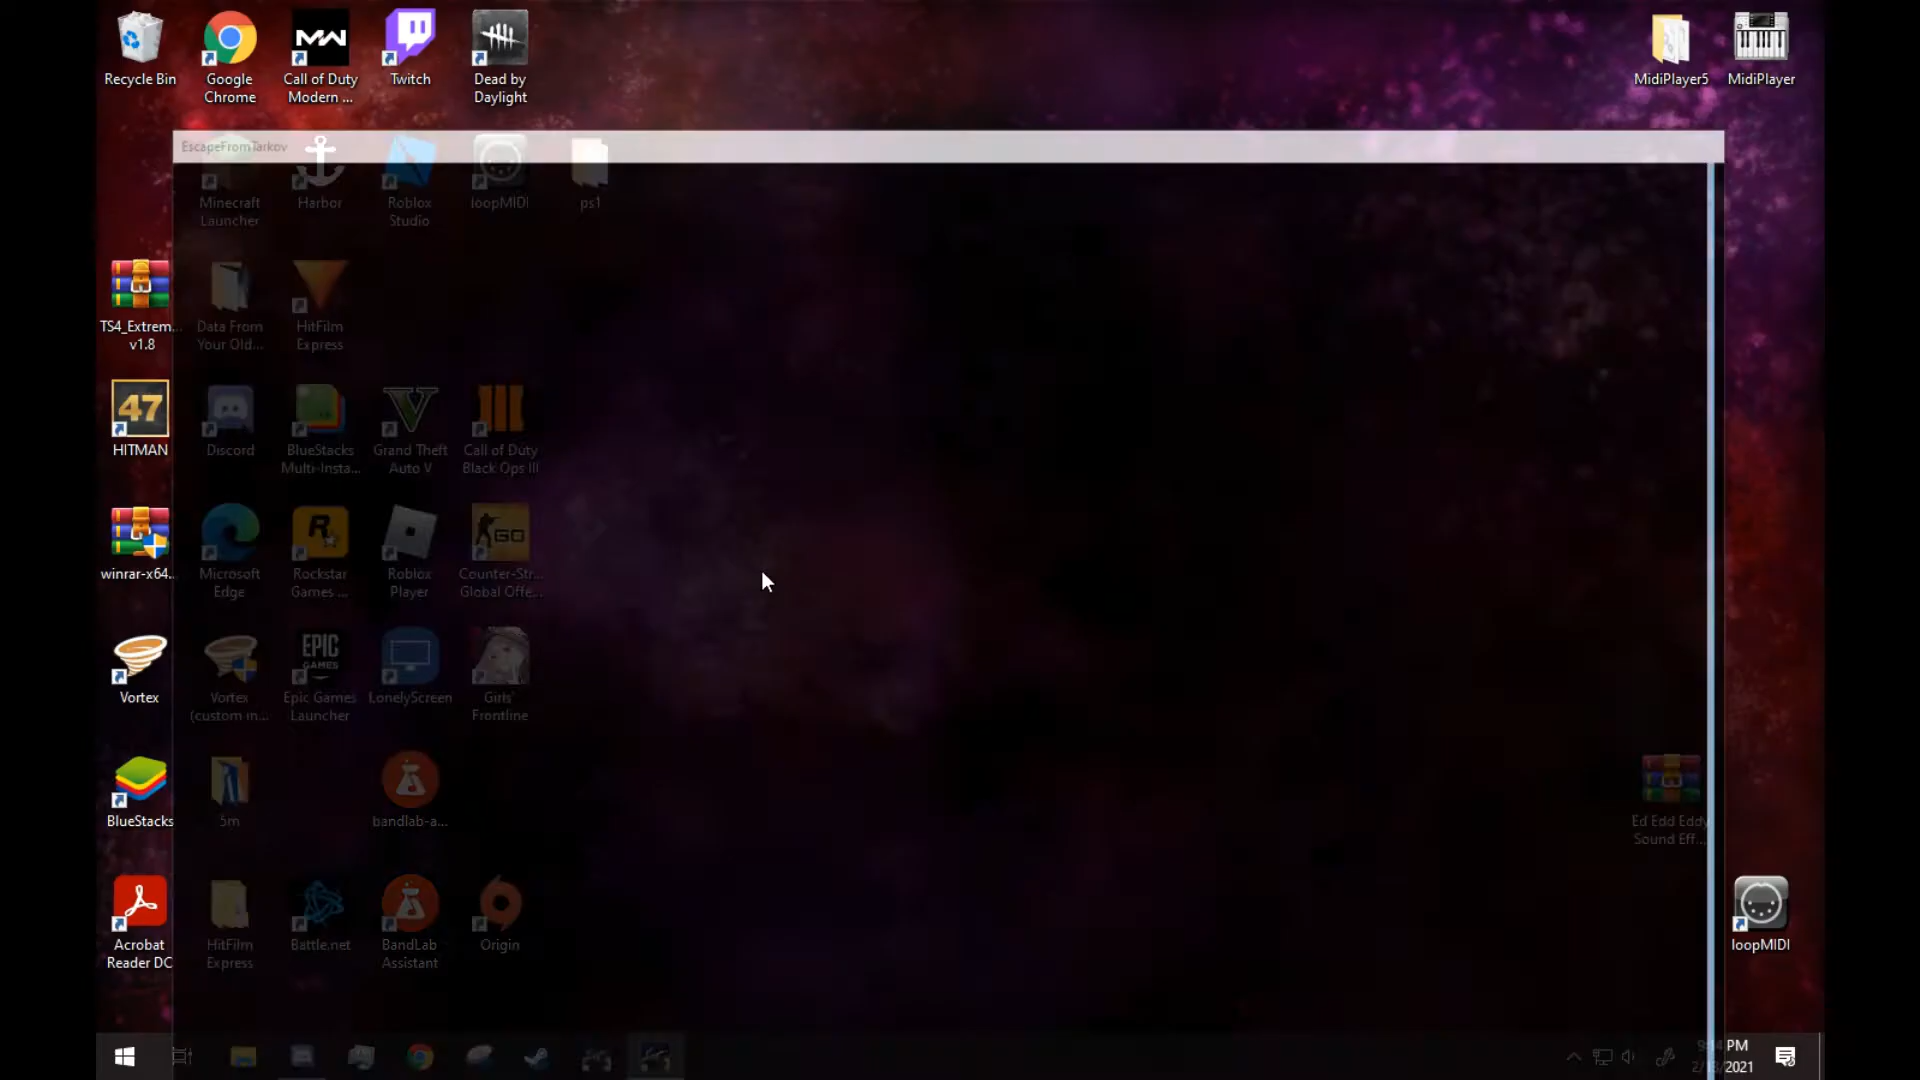 Recycle Bin
Google
Chrome
Call of Duty
Modern ...
Twitch
Dead by
Daylight
MidiPlayer5
MidiPlayer
EscapeFromTarkov
Minecraft
Launcher
Harbor
Roblox
Studio
loopMIDI
ps1
TS4_Extrem...
v1.8
Data From
Your Old...
HitFilm
Express
47
HITMAN
Discord
BlueStacks
Multi-Insta...
Grand Theft
Auto V
Call of Duty
Black Ops III
winrar-x64...
Microsoft
Edge
Rockstar
Games ...
Roblox
Player
GO
Counter-Str...
Global Offe...
Vortex
Vortex
(custom in...
EPIC
GAMES
Epic Games
Launcher
LonelyScreen
Girls'
Frontline
BlueStacks
5m
bandlab-a...
Ed Edd Eddy
Sound Eff...
Acrobat
Reader DC
HitFilm
Express
Battle.net
BandLab
Assistant
Origin
loopMIDI
9:14 PM
/2021